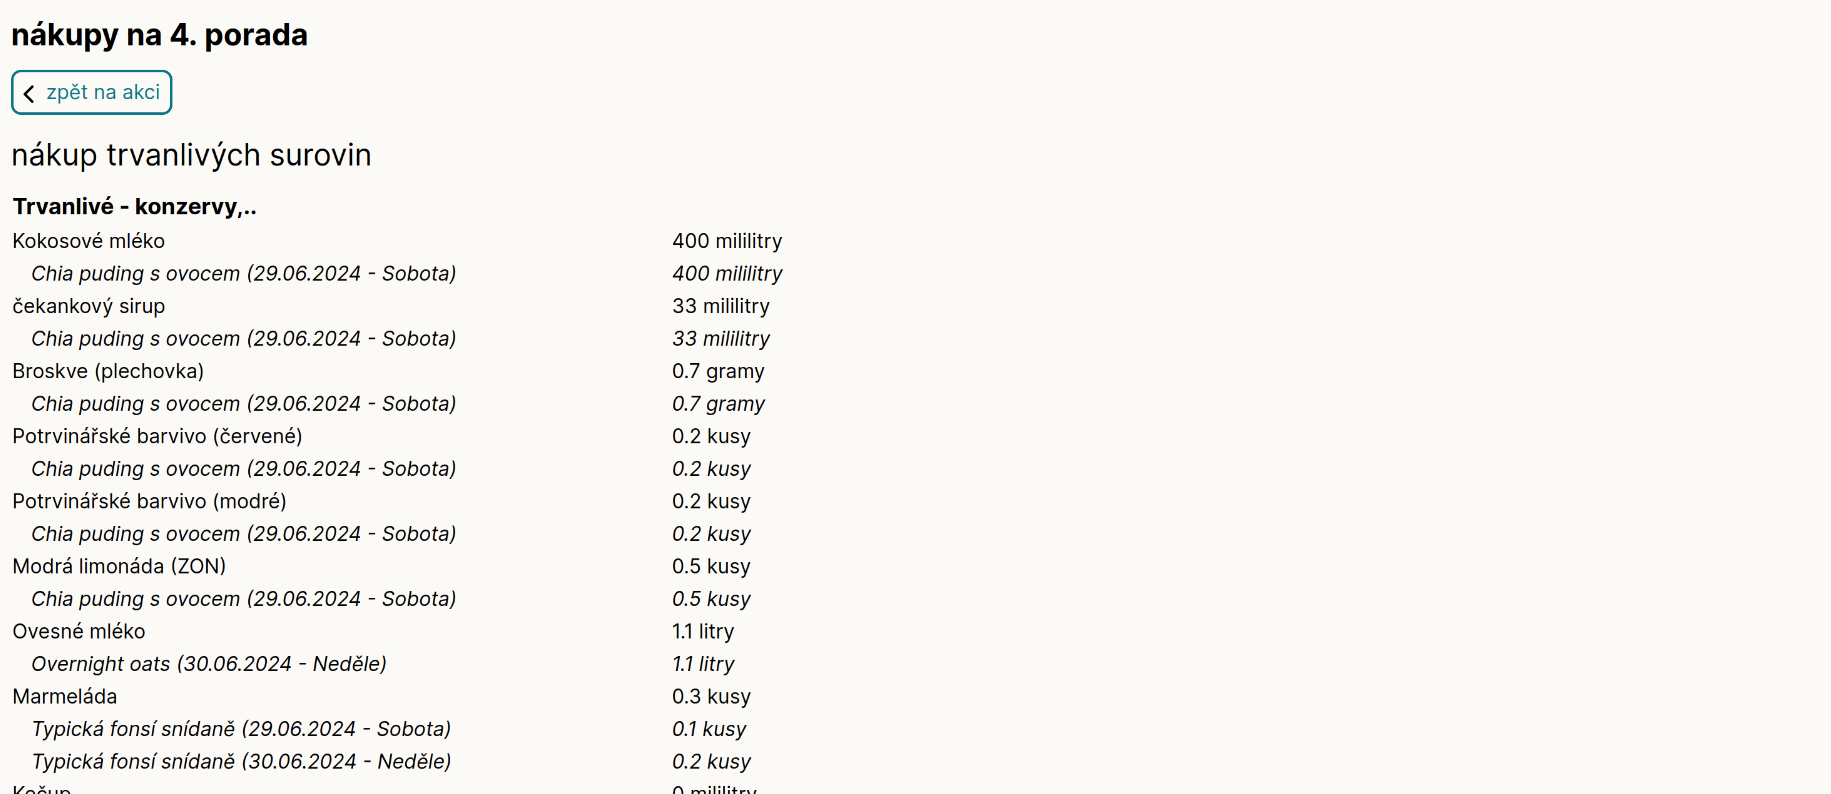 nákupy na 4. porada
zpět na akci
nákup trvanlivých surovin
Trvanlivé - konzervy,..
Kokosové mléko 400 mililitry
Chia puding s ovocem (29.06.2024 - Sobota) 400 mililitry
čekankový sirup 33 mililitry
Chia puding s ovocem (29.06.2024 - Sobota) 33 mililitry
Broskve (plechovka) 0.7 gramy
Chia puding s ovocem (29.06.2024 - Sobota) 0.7 gramy
Potrvinářské barvivo (červené) 0.2 kusy
Chia puding s ovocem (29.06.2024 - Sobota) 0.2 kusy
Potrvinářské barvivo (modré) 0.2 kusy
Chia puding s ovocem (29.06.2024 - Sobota) 0.2 kusy
Modrá limonáda (ZON) 0.5 kusy
Chia puding s ovocem (29.06.2024 - Sobota) 0.5 kusy
Ovesné mléko 1.1 litry
Overnight oats (30.06.2024 - Neděle) 1.1 litry
Marmeláda 0.3 kusy
Typická fonsí snídaně (29.06.2024 - Sobota) 0.1 kusy
Typická fonsí snídaně (30.06.2024 - Neděle) 0.2 kusy
Kečup 0 mililitry